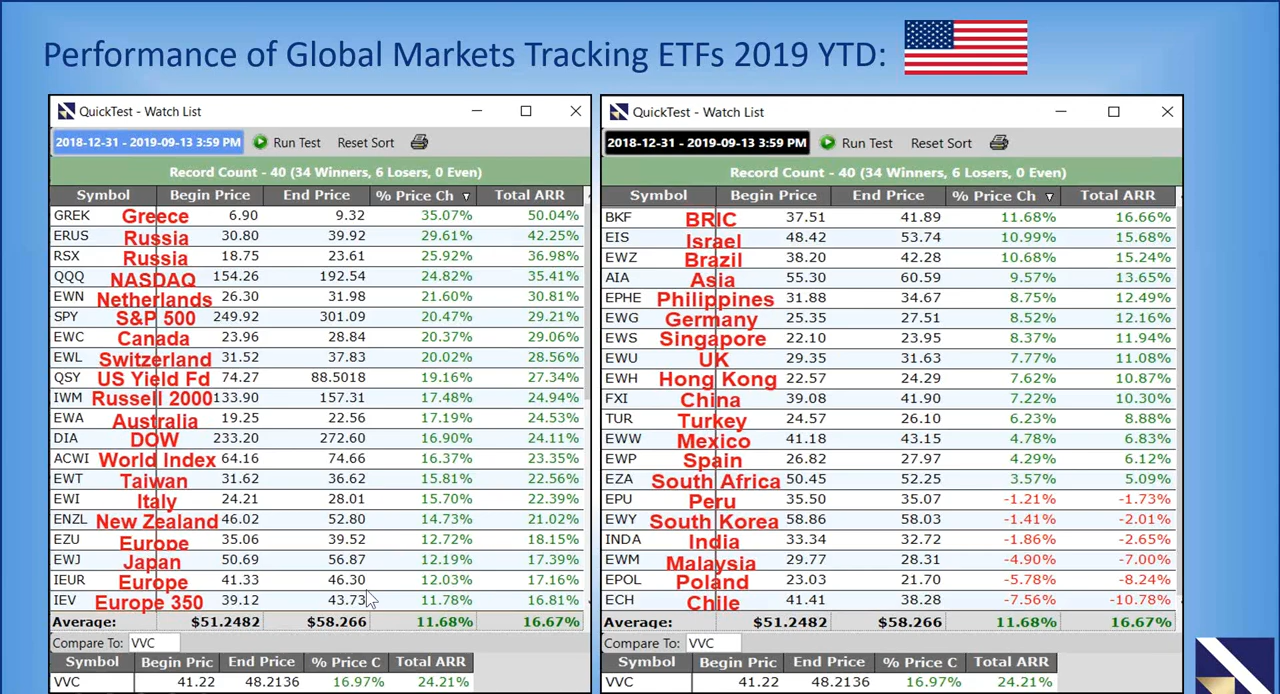 Performance of Global Markets Tracking ETFs 2019 YTD:
QuickTest - Watch List
2018-12-31 - 2019-09-13 3:59 PM Run Test Reset Sort
Record Count - 40 (34 Winners, 6 Losers, 0 Even)
Symbol Begin Price End Price % Price Ch Total ARR
GREK Greece 6.90 9.32 35.07% 50.04%
ERUS Russia 30.80 39.92 29.61% 42.25%
RSX Russia 18.75 23.61 25.92% 36.98%
QQQ NASDAQ 154.26 192.54 24.82% 35.41%
EWN Netherlands 26.30 31.98 21.60% 30.81%
SPY S&P 500 249.92 301.09 20.47% 29.21%
EWC Canada 23.96 28.84 20.37% 29.06%
EWL Switzerland 31.52 37.83 20.02% 28.56%
QSY US Yield Fd 74.27 88.5018 19.16% 27.34%
IWM Russell 2000 133.90 157.31 17.48% 24.94%
EWA Australia 19.25 22.56 17.19% 24.53%
DIA DOW 233.20 272.60 16.90% 24.11%
ACWI World Index 64.16 74.66 16.37% 23.35%
EWT Taiwan 31.62 36.62 15.81% 22.56%
EWI Italy 24.21 28.01 15.70% 22.39%
ENZL New Zealand 46.02 52.80 14.73% 21.02%
EZU Europe 35.06 39.52 12.72% 18.15%
EWJ Japan 50.69 56.87 12.19% 17.39%
IEUR Europe 41.33 46.30 12.03% 17.16%
IEV Europe 350 39.12 43.73 11.78% 16.81%
Average: $51.2482 $58.266 11.68% 16.67%
Compare To: VVC
Symbol Begin Pric End Price % Price C Total ARR
VVC 41.22 48.2136 16.97% 24.21%
QuickTest - Watch List
2018-12-31 - 2019-09-13 3:59 PM Run Test Reset Sort
Record Count - 40 (34 Winners, 6 Losers, 0 Even)
Symbol Begin Price End Price % Price Ch Total ARR
BKF BRIC 37.51 41.89 11.68% 16.66%
EIS Israel 48.42 53.74 10.99% 15.68%
EWZ Brazil 38.20 42.28 10.68% 15.24%
AIA Asia 55.30 60.59 9.57% 13.65%
EPHE Philippines 31.88 34.67 8.75% 12.49%
EWG Germany 25.35 27.51 8.52% 12.16%
EWS Singapore 22.10 23.95 8.37% 11.94%
EWU UK 29.35 31.63 7.77% 11.08%
EWH Hong Kong 22.57 24.29 7.62% 10.87%
FXI China 39.08 41.90 7.22% 10.30%
TUR Turkey 24.57 26.10 6.23% 8.88%
EWW Mexico 41.18 43.15 4.78% 6.83%
EWP Spain 26.82 27.97 4.29% 6.12%
EZA South Africa 50.45 52.25 3.57% 5.09%
EPU Peru 35.50 35.07 -1.21% -1.73%
EWY South Korea 58.86 58.03 -1.41% -2.01%
INDA India 33.34 32.72 -1.86% -2.65%
EWM Malaysia 29.77 28.31 -4.90% -7.00%
EPOL Poland 23.03 21.70 -5.78% -8.24%
ECH Chile 41.41 38.28 -7.56% -10.78%
Average: $51.2482 $58.266 11.68% 16.67%
Compare To: VVC
Symbol Begin Pric End Price % Price C Total ARR
VVC 41.22 48.2136 16.97% 24.21%